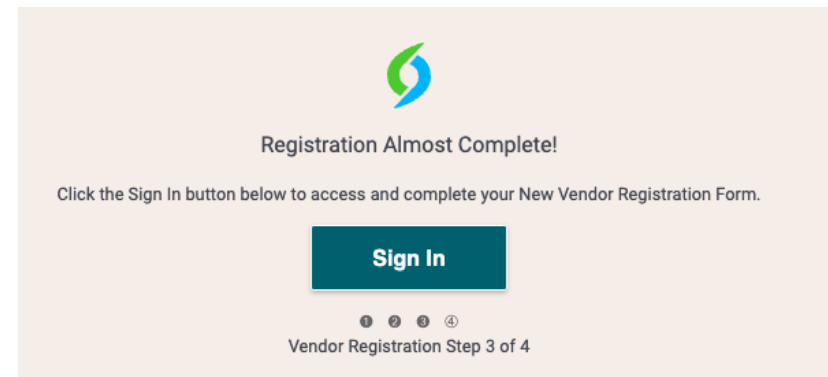 Registration Almost Complete!
Click the Sign In button below to access and complete your New Vendor Registration Form.
Sign In
❶ ❷ ❸ ④
Vendor Registration Step 3 of 4